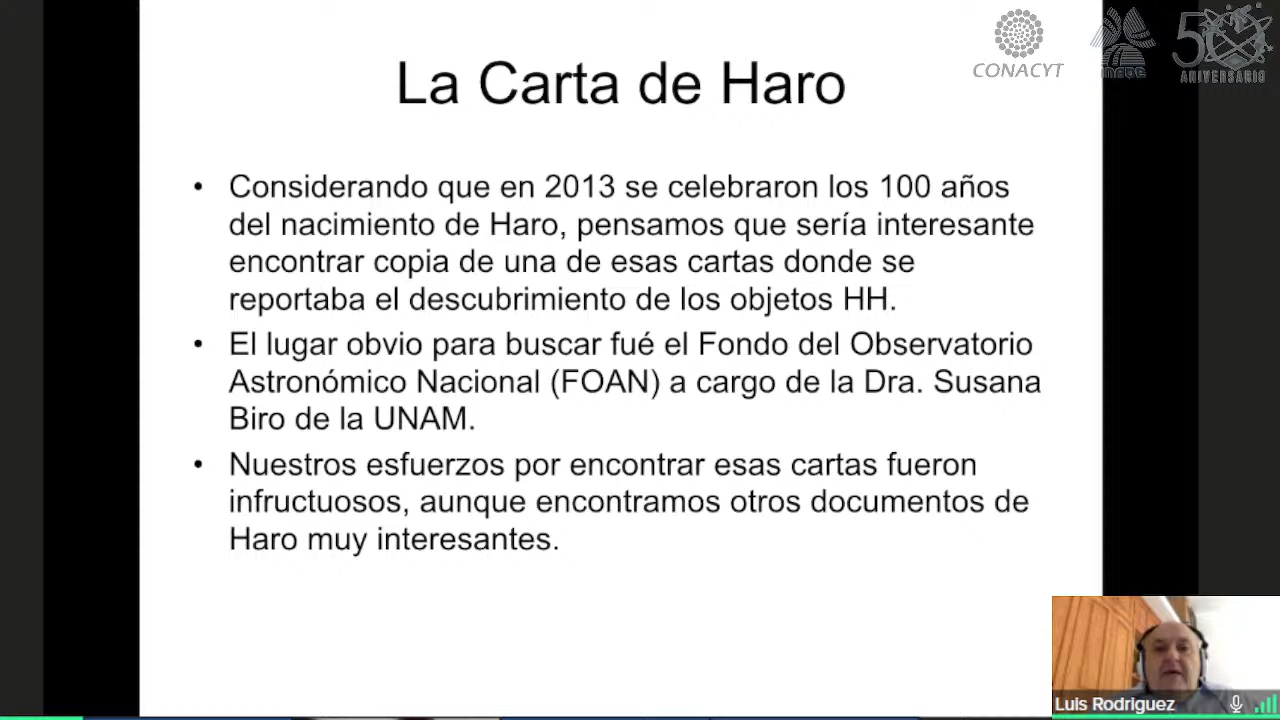 CONACYT
INAOE
50
ANIVERSARIO
La Carta de Haro
• Considerando que en 2013 se celebraron los 100 años
del nacimiento de Haro, pensamos que sería interesante
encontrar copia de una de esas cartas donde se
reportaba el descubrimiento de los objetos HH.
• El lugar obvio para buscar fué el Fondo del Observatorio
Astronómico Nacional (FOAN) a cargo de la Dra. Susana
Biro de la UNAM.
• Nuestros esfuerzos por encontrar esas cartas fueron
infructuosos, aunque encontramos otros documentos de
Haro muy interesantes.
Luis Rodriguez